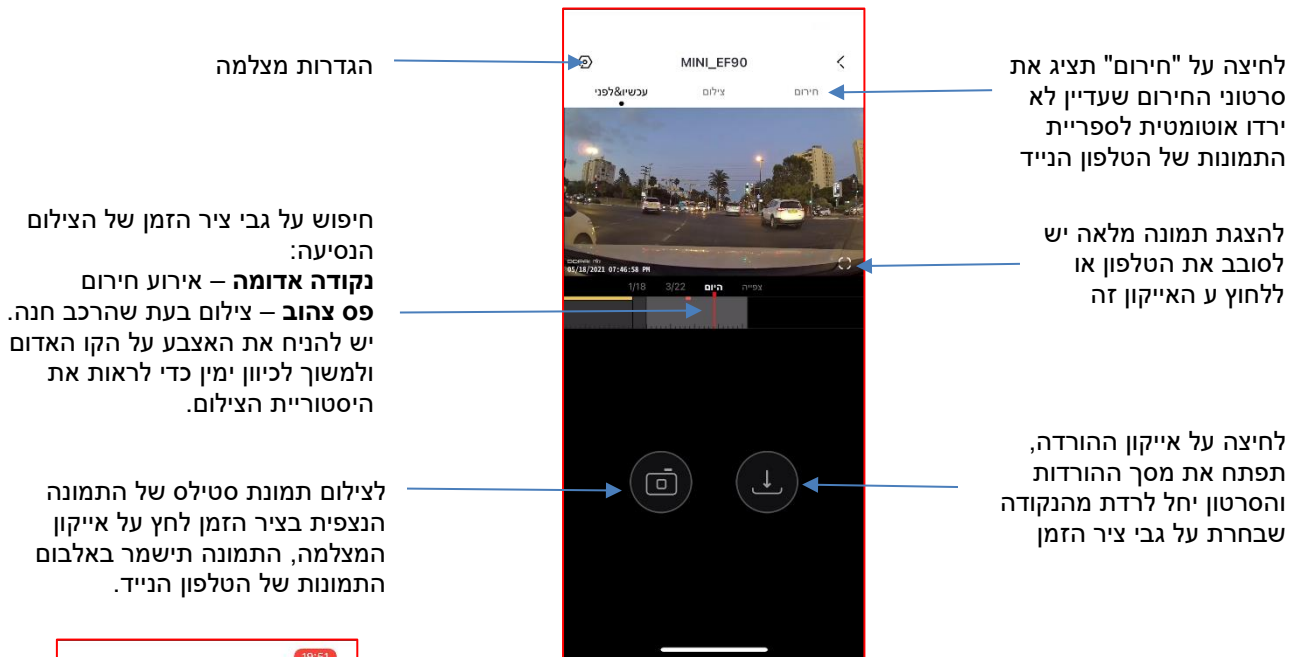 לחיצה על "חירום" תציג את
סרטוני החירום שעדיין לא
ירדו אוטומטית לספריית
התמונות של הטלפון הנייד
להצגת תמונה מלאה יש
לסובב את הטלפון או
ללחוץ ע האייקון זה
לחיצה על אייקון ההורדה,
תפתח את מסך ההורדות
והסרטון יחל לרדת מהנקודה
שבחרת על גבי ציר הזמן
MINI_EF90
חירום
צילום
עכשיו&לפני
05/18/2021 07:46:58 PM
צפייה
היום
3/22
1/18
הגדרות מצלמה
חיפוש על גבי ציר הזמן של הצילום
הנסיעה:
נקודה אדומה – אירוע חירום
פס צהוב – צילום בעת שהרכב חנה.
יש להניח את האצבע על הקו האדום
ולמשוך לכיוון ימין כדי לראות את
היסטוריית הצילום.
לצילום תמונת סטילס של התמונה
הנצפית בציר הזמן לחץ על אייקון
המצלמה, התמונה תישמר באלבום
התמונות של הטלפון הנייד.
19:51